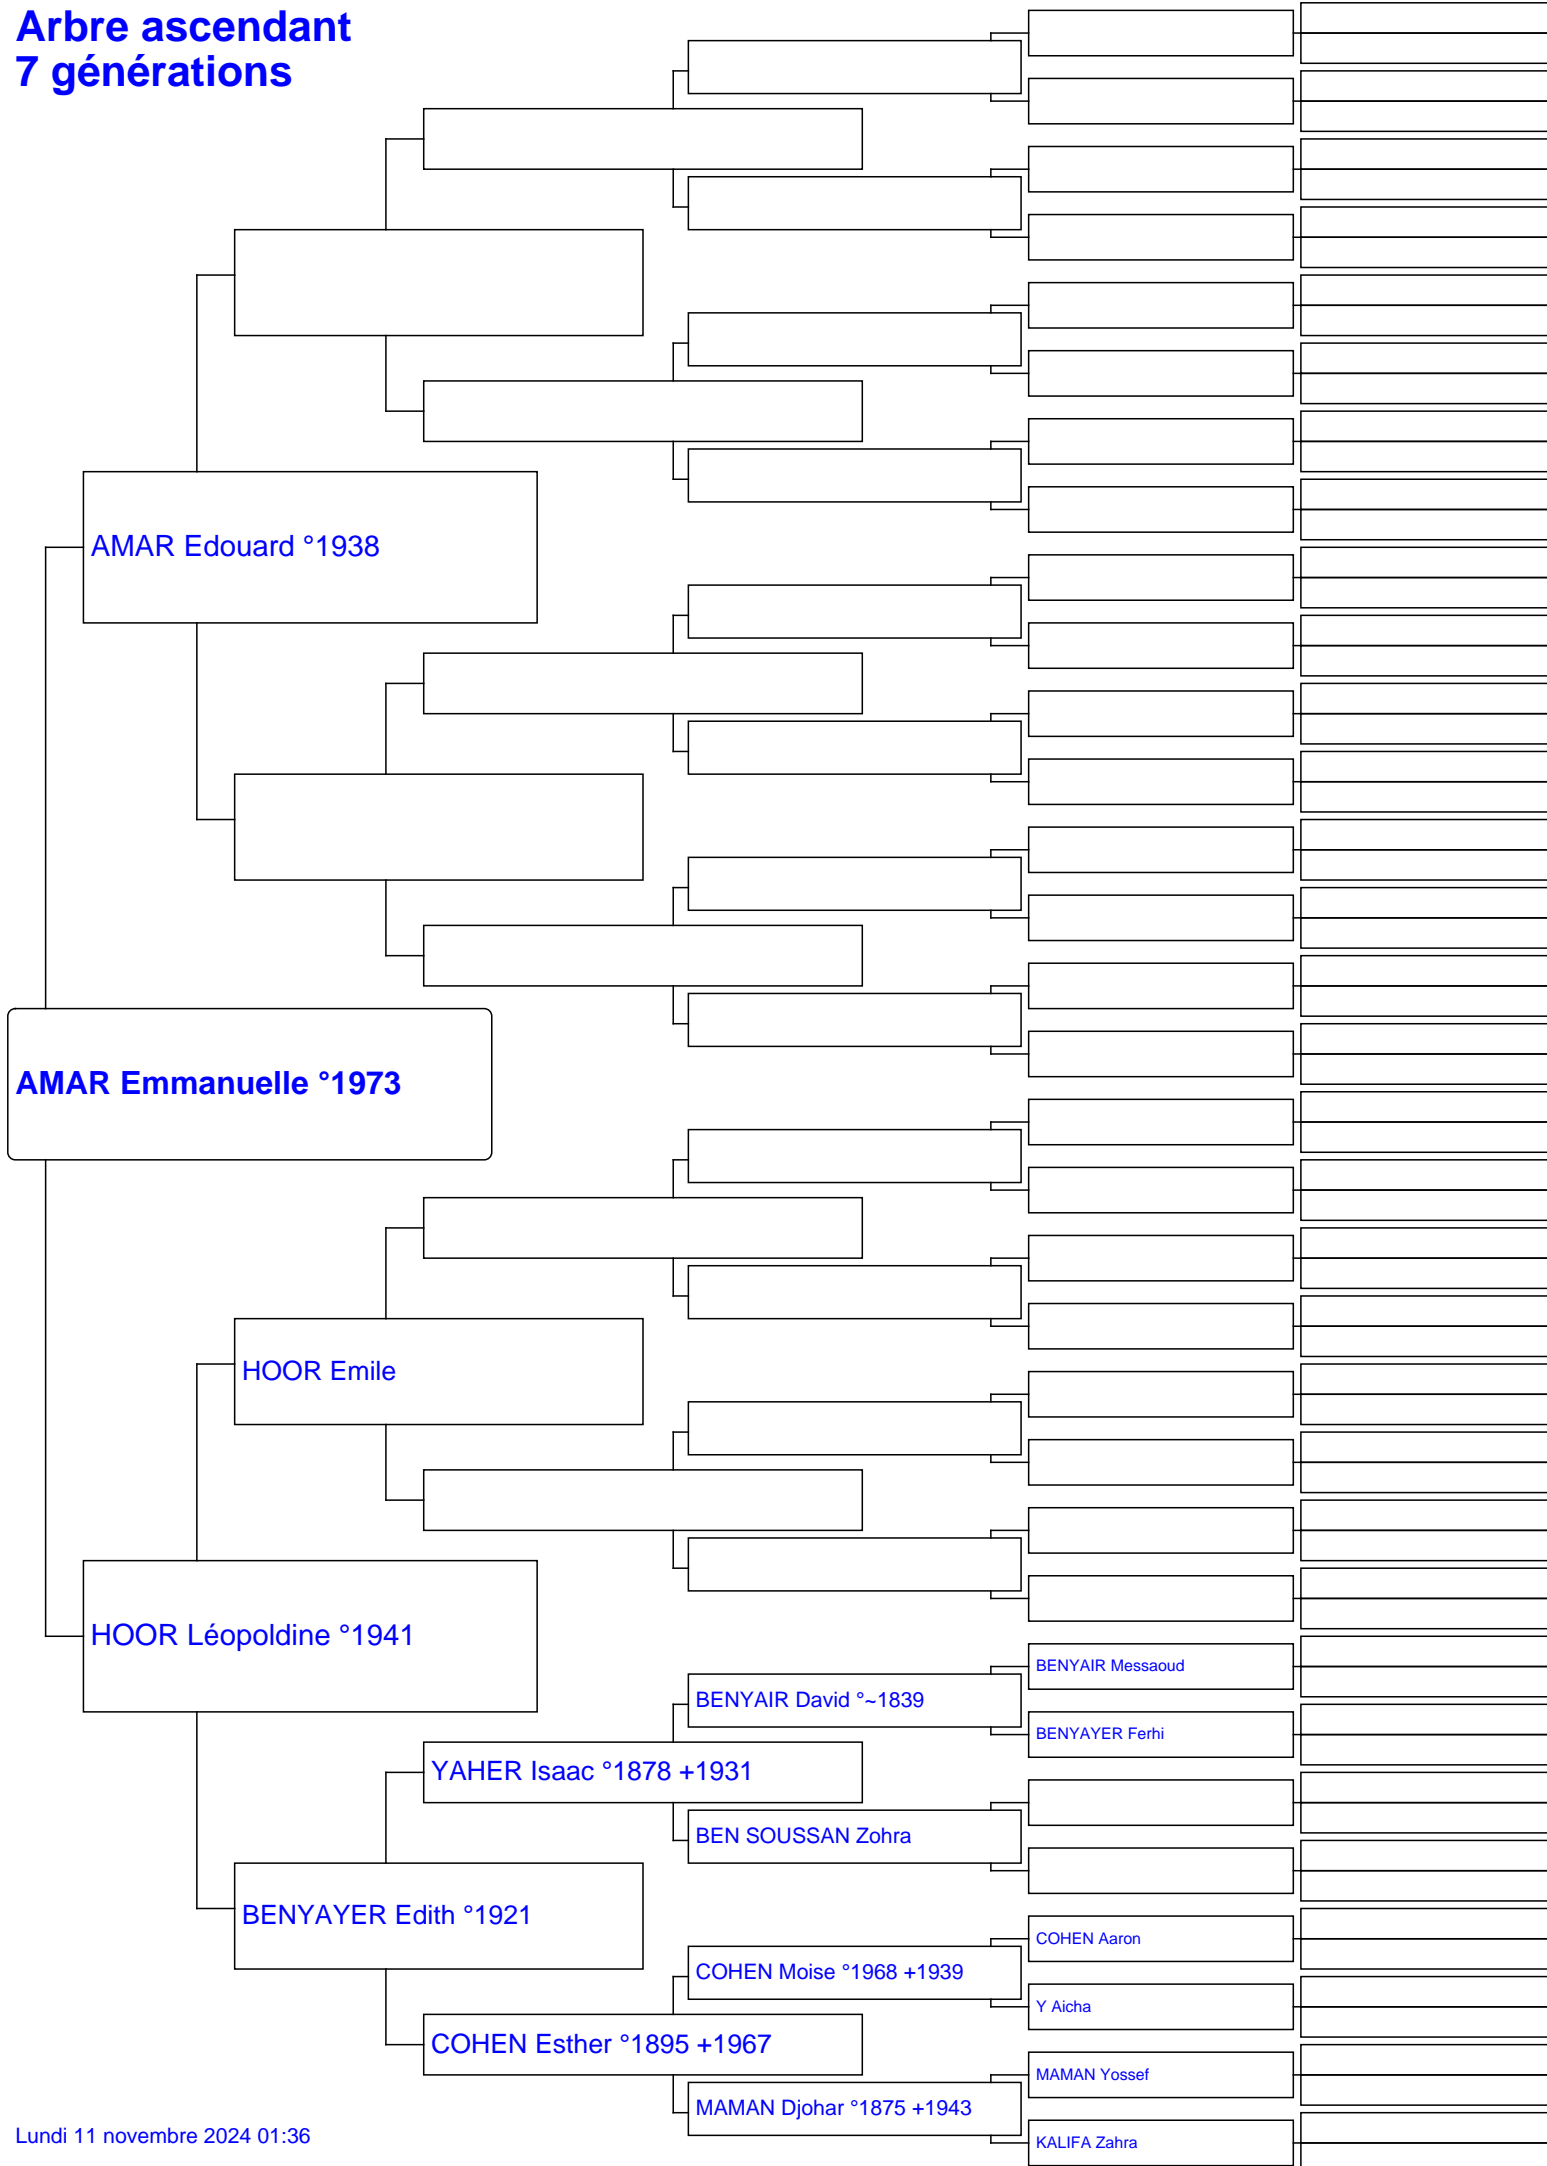 Arbre ascendant
7 générations
AMAR Edouard °1938
AMAR Emmanuelle °1973
HOOR Emile
HOOR Léopoldine °1941
BENYAIR Messaoud
BENYAIR David °~1839
BENYAYER Ferhi
YAHER Isaac °1878 +1931
BEN SOUSSAN Zohra
BENYAYER Edith °1921
COHEN Aaron
COHEN Moise °1968 +1939
Y Aicha
COHEN Esther °1895 +1967
MAMAN Yossef
MAMAN Djohar °1875 +1943
KALIFA Zahra
Lundi 11 novembre 2024 01:36